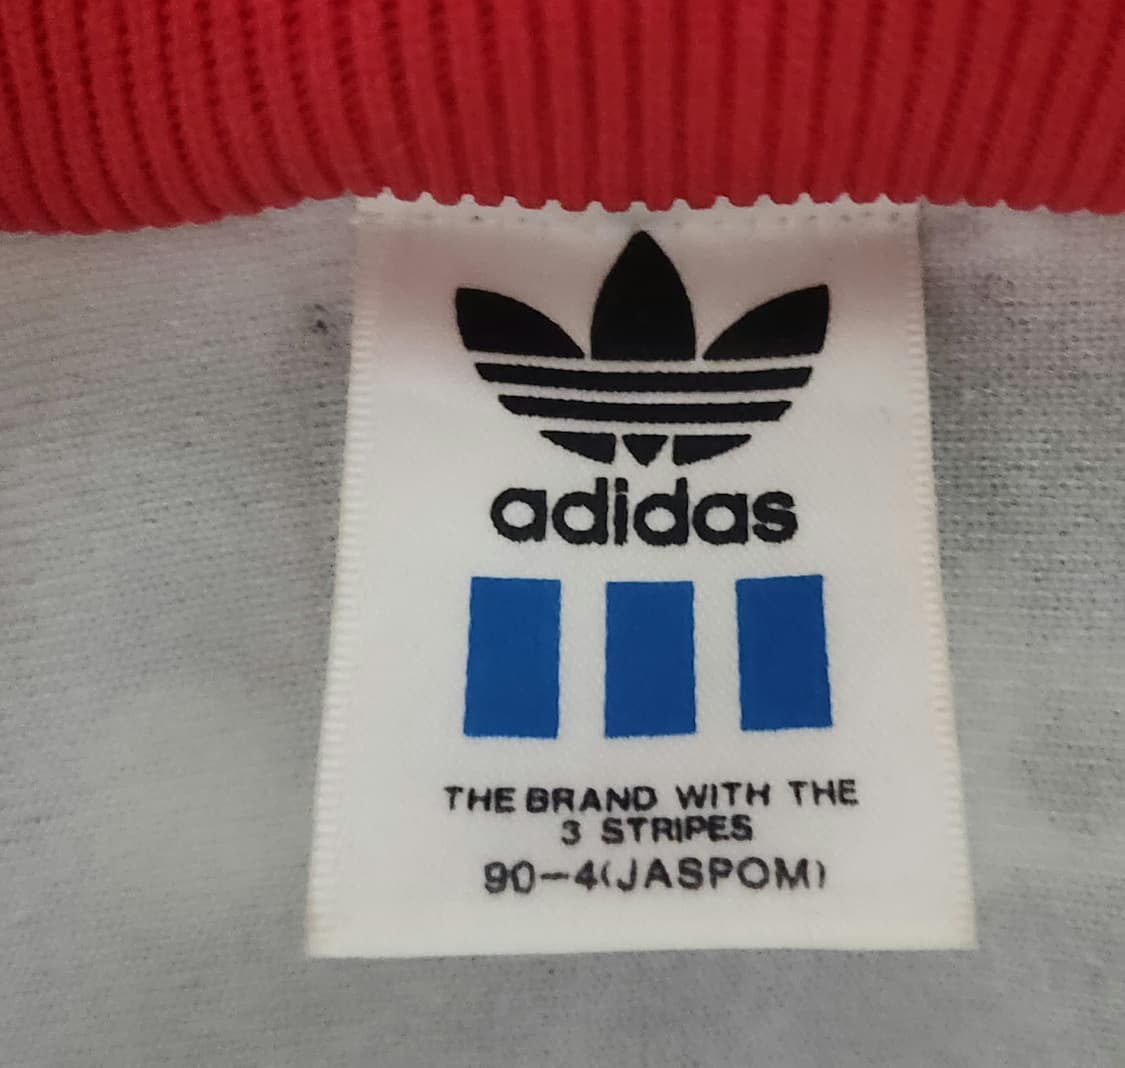 adidas
THE BRAND WITH THE
3 STRIPES
90-4(JASPOM)